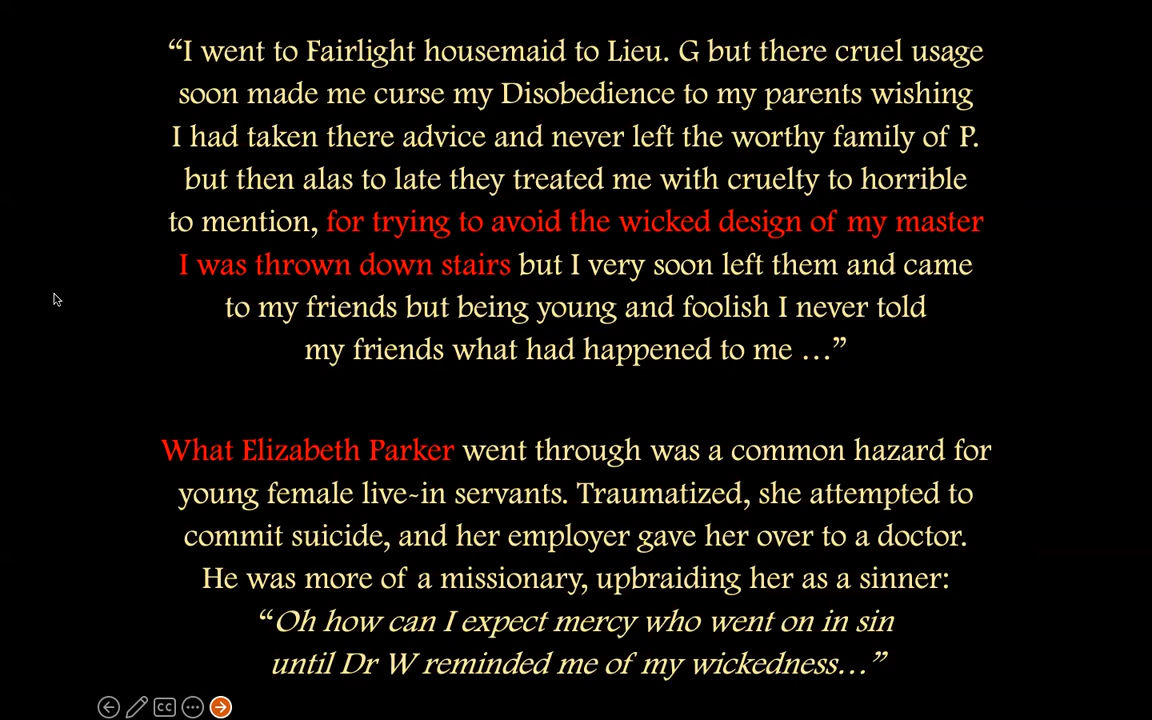 “I went to Fairlight housemaid to Lieu. G but there cruel usage
soon made me curse my Disobedience to my parents wishing
I had taken there advice and never left the worthy family of P.
but then alas to late they treated me with cruelty to horrible
to mention, for trying to avoid the wicked design of my master
I was thrown down stairs but I very soon left them and came
to my friends but being young and foolish I never told
my friends what had happened to me …”
What Elizabeth Parker went through was a common hazard for
young female live-in servants. Traumatized, she attempted to
commit suicide, and her employer gave her over to a doctor.
He was more of a missionary, upbraiding her as a sinner:
“Oh how can I expect mercy who went on in sin
until Dr W reminded me of my wickedness…”
CC